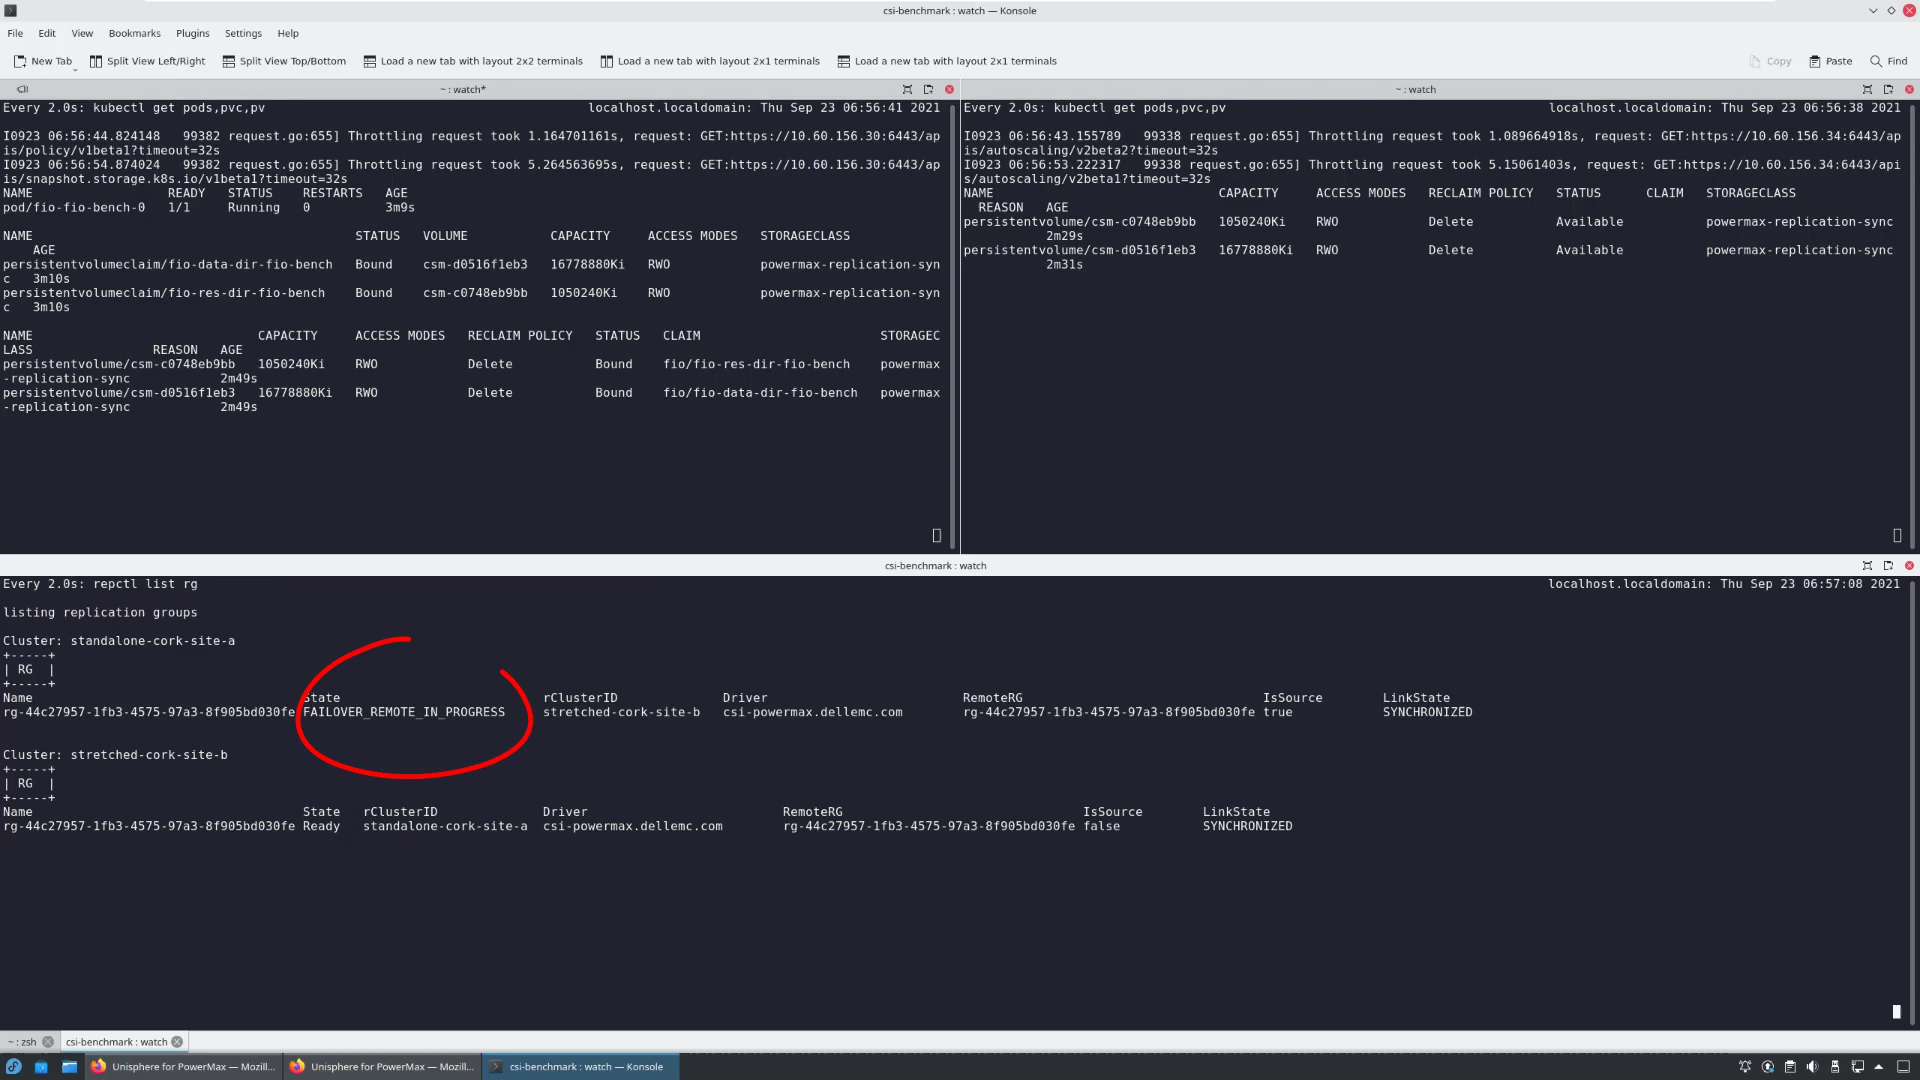 csi-benchmark : watch — Konsole
File Edit View Bookmarks Plugins Settings Help
New Tab Split View Left/Right Split View Top/Bottom Load a new tab with layout 2x2 terminals Load a new tab with layout 2x1 terminals Load a new tab with layout 2x1 terminals Copy Paste Find
~ : watch*
Every 2.0s: kubectl get pods,pvc,pv localhost.localdomain: Thu Sep 23 06:56:41 2021
I0923 06:56:44.824148 99382 request.go:655] Throttling request took 1.164701161s, request: GET:https://10.60.156.30:6443/ap
is/policy/v1beta1?timeout=32s
I0923 06:56:54.874024 99382 request.go:655] Throttling request took 5.264563695s, request: GET:https://10.60.156.30:6443/ap
is/snapshot.storage.k8s.io/v1beta1?timeout=32s
NAME READY STATUS RESTARTS AGE
pod/fio-fio-bench-0 1/1 Running 0 3m9s
NAME STATUS VOLUME CAPACITY ACCESS MODES STORAGECLASS
AGE
persistentvolumeclaim/fio-data-dir-fio-bench Bound csm-d0516f1eb3 16778880Ki RWO powermax-replication-syn
c 3m10s
persistentvolumeclaim/fio-res-dir-fio-bench Bound csm-c0748eb9bb 1050240Ki RWO powermax-replication-syn
c 3m10s
NAME CAPACITY ACCESS MODES RECLAIM POLICY STATUS CLAIM STORAGEC
LASS REASON AGE
persistentvolume/csm-c0748eb9bb 1050240Ki RWO Delete Bound fio/fio-res-dir-fio-bench powermax
-replication-sync 2m49s
persistentvolume/csm-d0516f1eb3 16778880Ki RWO Delete Bound fio/fio-data-dir-fio-bench powermax
-replication-sync 2m49s
~ : watch
Every 2.0s: kubectl get pods,pvc,pv localhost.localdomain: Thu Sep 23 06:56:38 2021
I0923 06:56:43.155789 99338 request.go:655] Throttling request took 1.089664918s, request: GET:https://10.60.156.34:6443/ap
is/autoscaling/v2beta2?timeout=32s
I0923 06:56:53.222317 99338 request.go:655] Throttling request took 5.15061403s, request: GET:https://10.60.156.34:6443/api
s/autoscaling/v2beta1?timeout=32s
NAME CAPACITY ACCESS MODES RECLAIM POLICY STATUS CLAIM STORAGECLASS
REASON AGE
persistentvolume/csm-c0748eb9bb 1050240Ki RWO Delete Available powermax-replication-sync
2m29s
persistentvolume/csm-d0516f1eb3 16778880Ki RWO Delete Available powermax-replication-sync
2m31s
csi-benchmark : watch
Every 2.0s: repctl list rg localhost.localdomain: Thu Sep 23 06:57:08 2021
listing replication groups
Cluster: standalone-cork-site-a
+-----+
| RG |
+-----+
Name State rClusterID Driver RemoteRG IsSource LinkState
rg-44c27957-1fb3-4575-97a3-8f905bd030fe FAILOVER_REMOTE_IN_PROGRESS stretched-cork-site-b csi-powermax.dellemc.com rg-44c27957-1fb3-4575-97a3-8f905bd030fe true SYNCHRONIZED
Cluster: stretched-cork-site-b
+-----+
| RG |
+-----+
Name State rClusterID Driver RemoteRG IsSource LinkState
rg-44c27957-1fb3-4575-97a3-8f905bd030fe Ready standalone-cork-site-a csi-powermax.dellemc.com rg-44c27957-1fb3-4575-97a3-8f905bd030fe false SYNCHRONIZED
~ : zsh csi-benchmark : watch
Unisphere for PowerMax — Mozill... Unisphere for PowerMax — Mozill... csi-benchmark : watch — Konsole